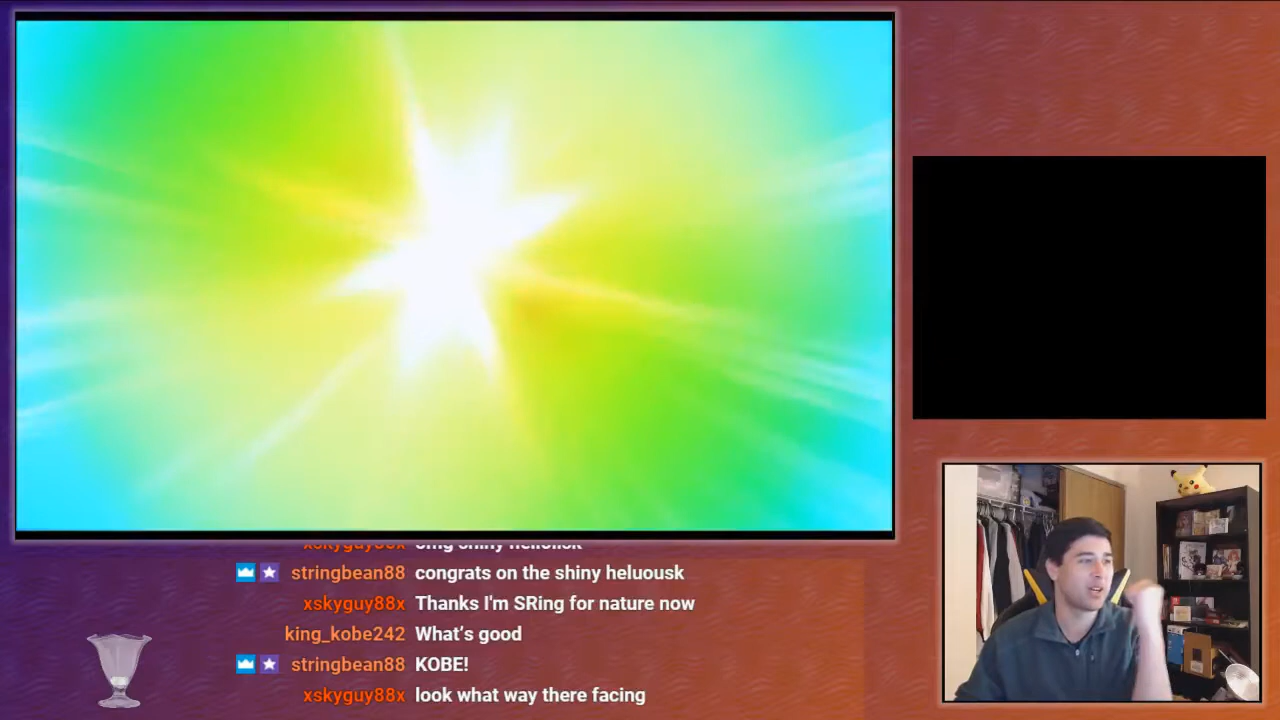 stringbean88 congrats on the shiny heluousk
xskyguy88x Thanks I'm SRing for nature now
king_kobe242 What's good
stringbean88 KOBE!
xskyguy88x look what way there facing